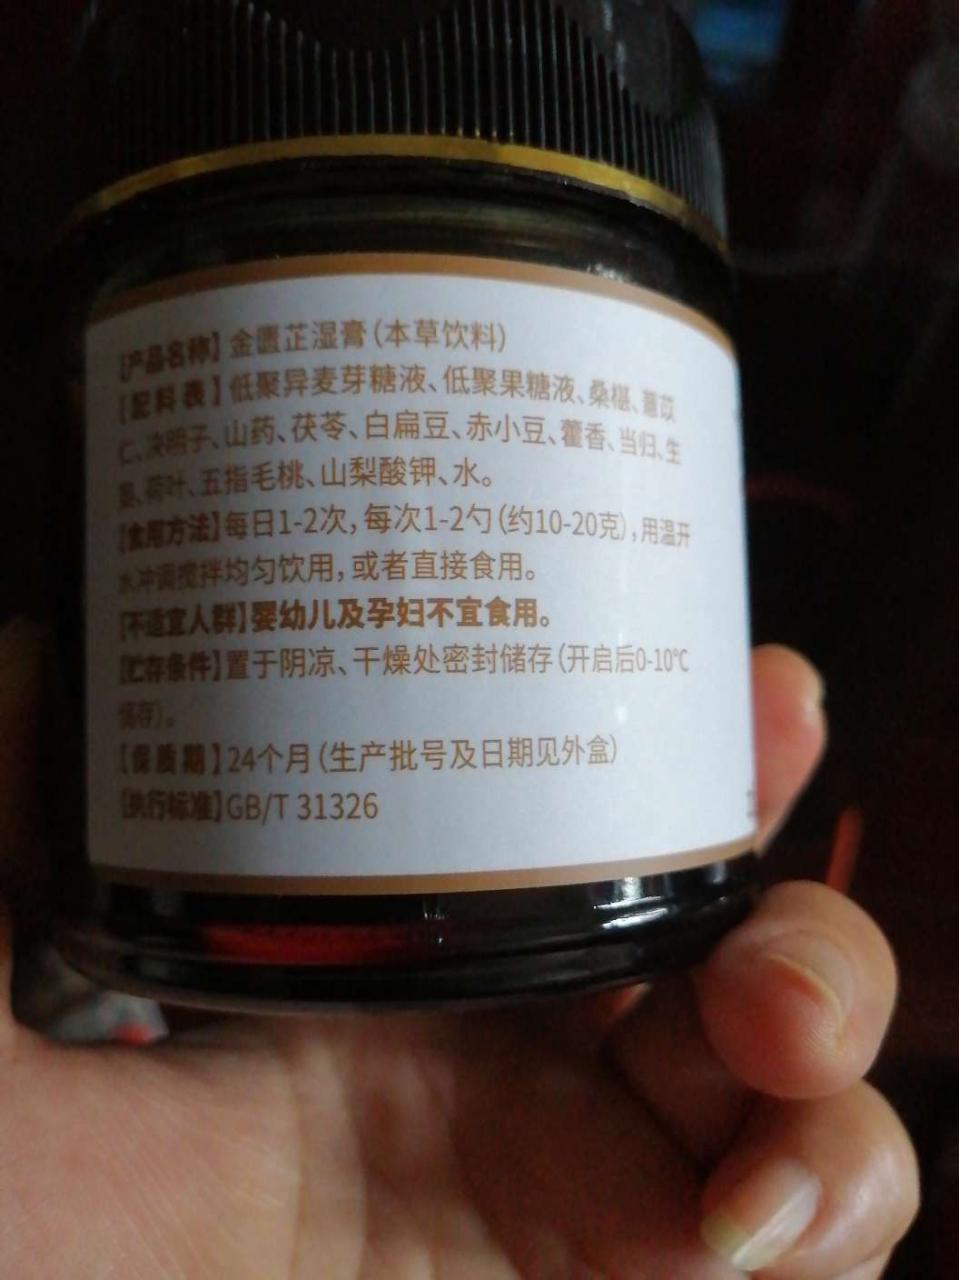 【产品名称】金匮芷湿膏(本草饮料)
【配料表】低聚异麦芽糖液、低聚果糖液、桑椹、薏苡
仁、决明子、山药、茯苓、白扁豆、赤小豆、藿香、当归、生
姜、荷叶、五指毛桃、山梨酸钾、水。
【食用方法】每日1-2次,每次1-2勺(约10-20克),用温开
水冲调搅拌均匀饮用,或者直接食用。
【不适宜人群】婴幼儿及孕妇不宜食用。
【贮存条件】置于阴凉、干燥处密封储存(开启后0-10℃
储存)。
【保质期】24个月(生产批号及日期见外盒)
【执行标准】GB/T 31326